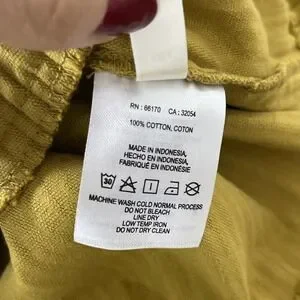 RN : 66170 CA : 32054
100% COTTON, COTON
MADE IN INDONESIA,
HECHO EN INDONESIA,
FABRIQUÉ EN INDONÉSIE
30
MACHINE WASH COLD NORMAL PROCESS
DO NOT BLEACH
LINE DRY
LOW TEMP IRON
DO NOT DRY CLEAN